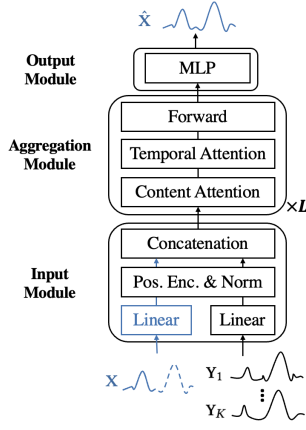 X̂
Output
Module
MLP
Forward
Aggregation
Module
Temporal Attention
Content Attention
×L
Concatenation
Input
Module
Pos. Enc. & Norm
Linear
Linear
X
Y₁
Yₖ